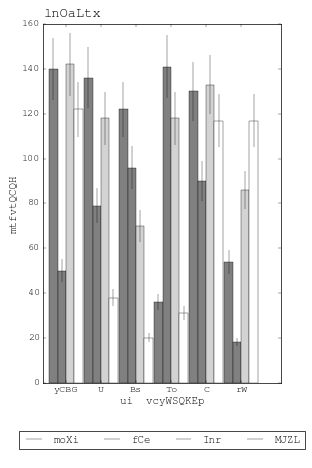 lnOaLtx
160
140
120
100
80
60
40
20
0
mtfvtQCQH
yCBG U Bs To C rW
ui vcyWSQKEp
moXi fCe Inr MJZL